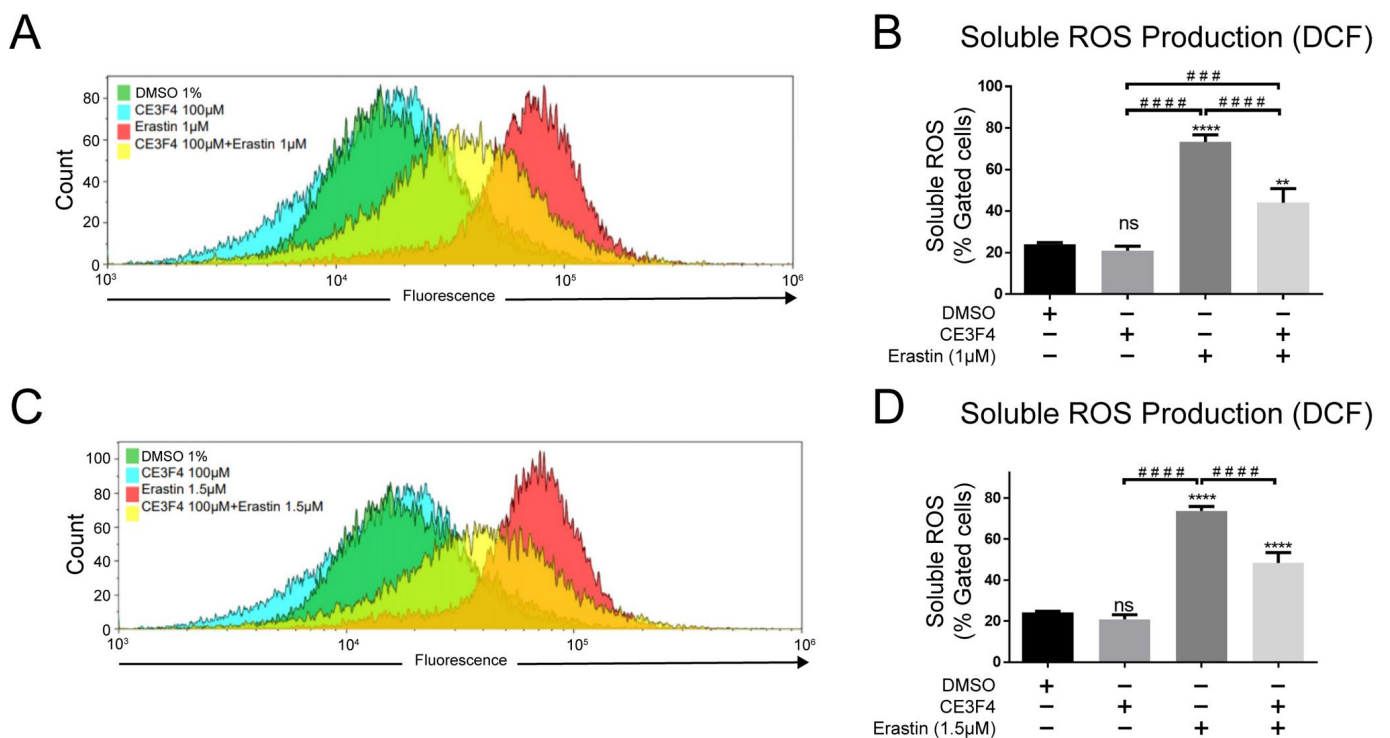 A
80
60
40
20
0
Count
DMSO 1%
CE3F4 100µM
Erastin 1µM
CE3F4 100µM+Erastin 1µM
10³ 10⁴ 10⁵ 10⁶
Fluorescence
B Soluble ROS Production (DCF)
Soluble ROS
(% Gated cells)
100
80
60
40
20
0
# # #
# # # # # # # #
ns **** **
DMSO + − − −
CE3F4 − + − +
Erastin (1µM) − − + +
C
100
80
60
40
20
0
Count
DMSO 1%
CE3F4 100µM
Erastin 1.5µM
CE3F4 100µM+Erastin 1.5µM
10³ 10⁴ 10⁵ 10⁶
Fluorescence
D Soluble ROS Production (DCF)
Soluble ROS
(% Gated cells)
80
60
40
20
0
# # # # # # # #
ns **** ****
DMSO + − − −
CE3F4 − + − +
Erastin (1.5µM) − − + +